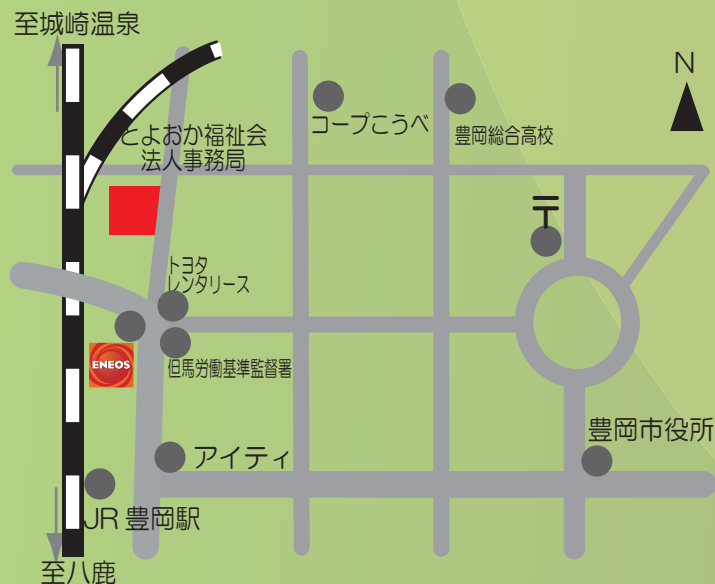 至城崎温泉
N
コープこうべ
豊岡総合高校
とよおか福祉会
法人事務局
〒
トヨタ
レンタリース
ENEOS
但馬労働基準監督署
豊岡市役所
アイティ
JR 豊岡駅
至八鹿